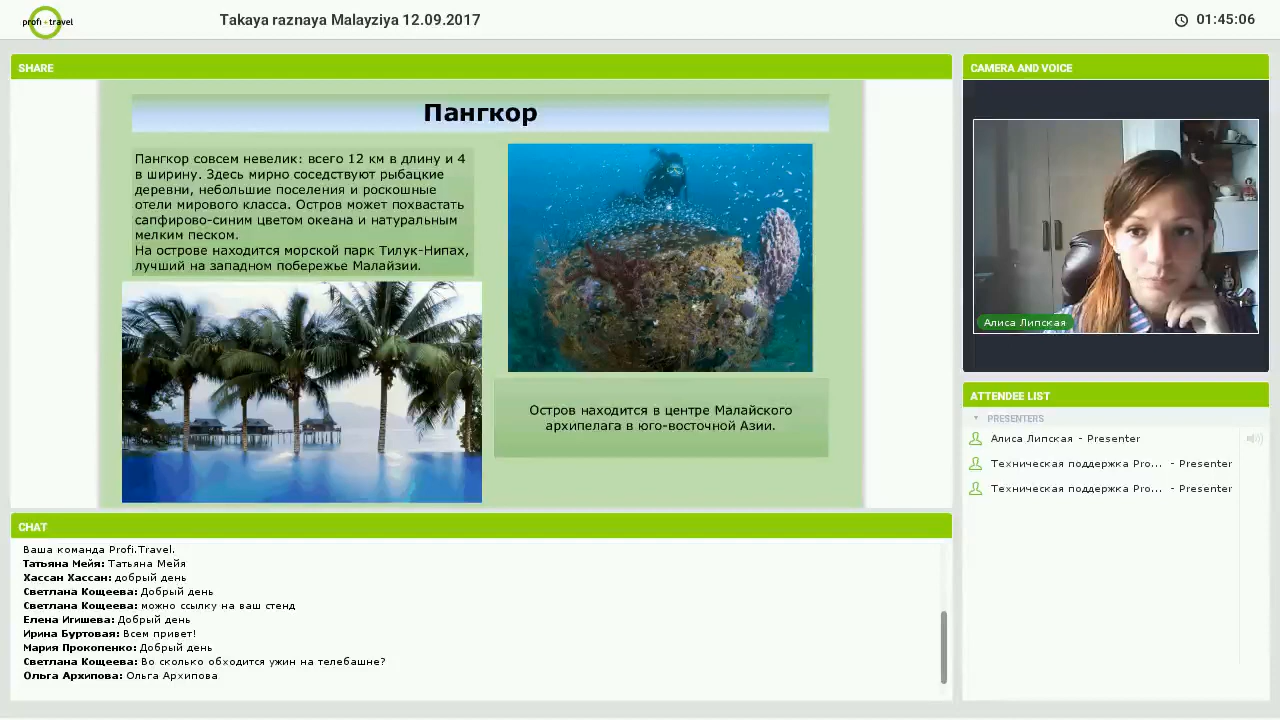 profi travel
Takaya raznaya Malayziya 12.09.2017
01:45:06
SHARE
Пангкор
Пангкор совсем невелик: всего 12 км в длину и 4
в ширину. Здесь мирно соседствуют рыбацкие
деревни, небольшие поселения и роскошные
отели мирового класса. Остров может похвастать
сапфирово-синим цветом океана и натуральным
мелким песком.
На острове находится морской парк Тилук-Нипах,
лучший на западном побережье Малайзии.
Остров находится в центре Малайского
архипелага в юго-восточной Азии.
CAMERA AND VOICE
Алиса Липская
ATTENDEE LIST
PRESENTERS
Алиса Липская - Presenter
Техническая поддержка Pro... - Presenter
Техническая поддержка Pro... - Presenter
CHAT
Ваша команда Profi.Travel.
Татьяна Мейя: Татьяна Мейя
Хассан Хассан: добрый день
Светлана Кощеева: Добрый день
Светлана Кощеева: можно ссылку на ваш стенд
Елена Игишева: Добрый день
Ирина Буртовая: Всем привет!
Мария Прокопенко: Добрый день
Светлана Кощеева: Во сколько обходится ужин на телебашне?
Ольга Архипова: Ольга Архипова